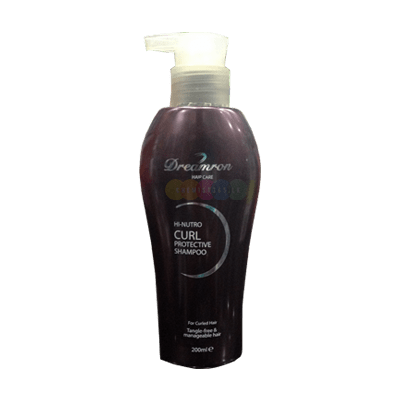 Dreamron
HAIR CARE
HI-NUTRO
CURL
PROTECTIVE
SHAMPOO
For Curled Hair
Tangle-free &
manageable hair
200ml e